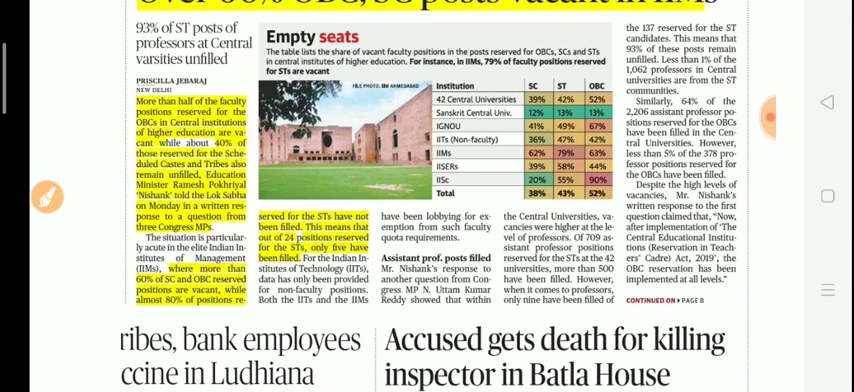 Over 60% OBC, SC posts vacant in IIMs
93% of ST posts of
professors at Central
varsities unfilled
PRISCILLA JEBARAJ
NEW DELHI
More than half of the faculty
positions reserved for the
OBCs in Central institutions
of higher education are va-
cant while about 40% of
those reserved for the Sche-
duled Castes and Tribes also
remain unfilled, Education
Minister Ramesh Pokhriyal
‘Nishank’ told the Lok Sabha
on Monday in a written res-
ponse to a question from
three Congress MPs.
The situation is particular-
ly acute in the elite Indian In-
stitutes of Management
(IIMs), where more than
60% of SC and OBC reserved
positions are vacant, while
almost 80% of positions re-
Empty seats
The table lists the share of vacant faculty positions in the posts reserved for OBCs, SCs and STs
in central institutes of higher education. For instance, in IIMs, 79% of faculty positions reserved
for STs are vacant
FILE PHOTO: IIM AHMEDABAD
Institution SC ST OBC
42 Central Universities 39% 42% 52%
Sanskrit Central Univ. 12% 13% 13%
IGNOU 41% 49% 67%
IITs (Non-faculty) 36% 47% 42%
IIMs 62% 79% 63%
IISERs 39% 58% 44%
IISc 20% 55% 90%
Total 38% 43% 52%
served for the STs have not
been filled. This means that
out of 24 positions reserved
for the STs, only five have
been filled. For the Indian In-
stitutes of Technology (IITs),
data has only been provided
for non-faculty positions.
Both the IITs and the IIMs
have been lobbying for ex-
emption from such faculty
quota requirements.
Assistant prof. posts filled
Mr. Nishank’s response to
another question from Con-
gress MP N. Uttam Kumar
Reddy showed that within
the Central Universities, va-
cancies were higher at the le-
vel of professors. Of 709 as-
sistant professor positions
reserved for the STs at the 42
universities, more than 500
have been filled. However,
when it comes to professors,
only nine have been filled of
the 137 reserved for the ST
candidates. This means that
93% of these posts remain
unfilled. Less than 1% of the
1,062 professors in Central
universities are from the ST
communities.
Similarly, 64% of the
2,206 assistant professor po-
sitions reserved for the OBCs
have been filled in the Cen-
tral Universities. However,
less than 5% of the 378 pro-
fessor positions reserved for
the OBCs have been filled.
Despite the high levels of
vacancies, Mr. Nishank’s
written response to the first
question claimed that, “Now,
after implementation of ‘The
Central Educational Institu-
tions (Reservation in Teach-
ers’ Cadre) Act, 2019’, the
OBC reservation has been
implemented at all levels.”
CONTINUED ON ▸ PAGE 8
ribes, bank employees
ccine in Ludhiana
Accused gets death for killing
inspector in Batla House